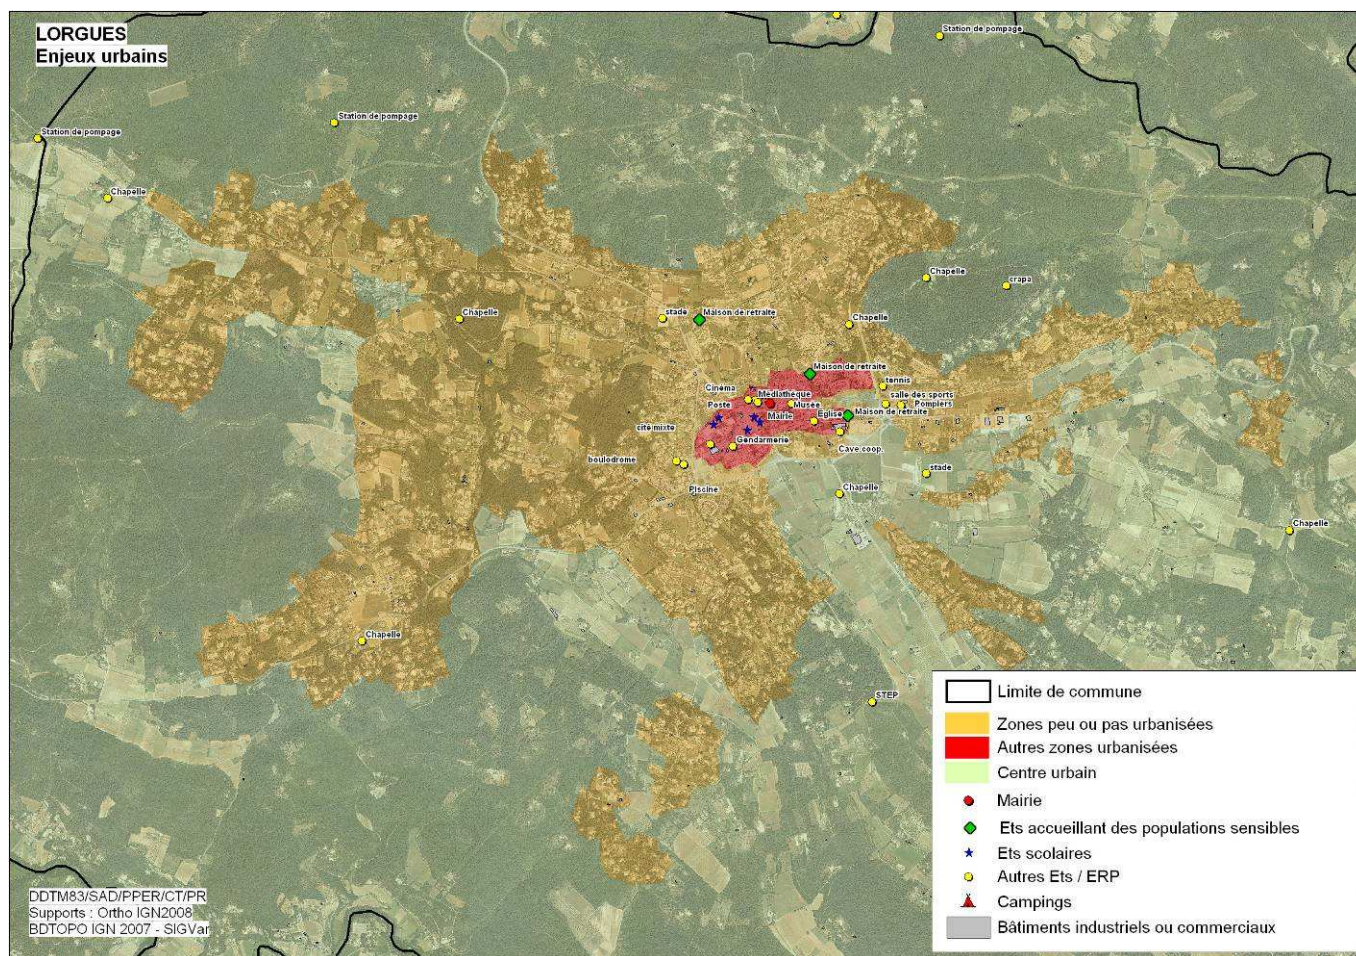 LORGUES
Enjeux urbains
Station de pompage
Station de pompage
Station de pompage
Chapelle
Chapelle
crapa
Chapelle
stade
Maison de retraite
Chapelle
Maison de retraite
tennis
Cinema
Médiathèque
salle des sports
Poste
Musée
Pompiers
Mairie
Eglise
Maison de retraite
cité mixte
Gendarmerie
Cave coop.
boulodrome
stade
Piscine
Chapelle
Chapelle
Chapelle
STEP
Limite de commune
Zones peu ou pas urbanisées
Autres zones urbanisées
Centre urbain
Mairie
Ets accueillant des populations sensibles
Ets scolaires
Autres Ets / ERP
Campings
Bâtiments industriels ou commerciaux
DDTM83/SAD/PPER/CT/PR
Supports : Ortho IGN2008
BDTOPO IGN 2007 - SIGVar